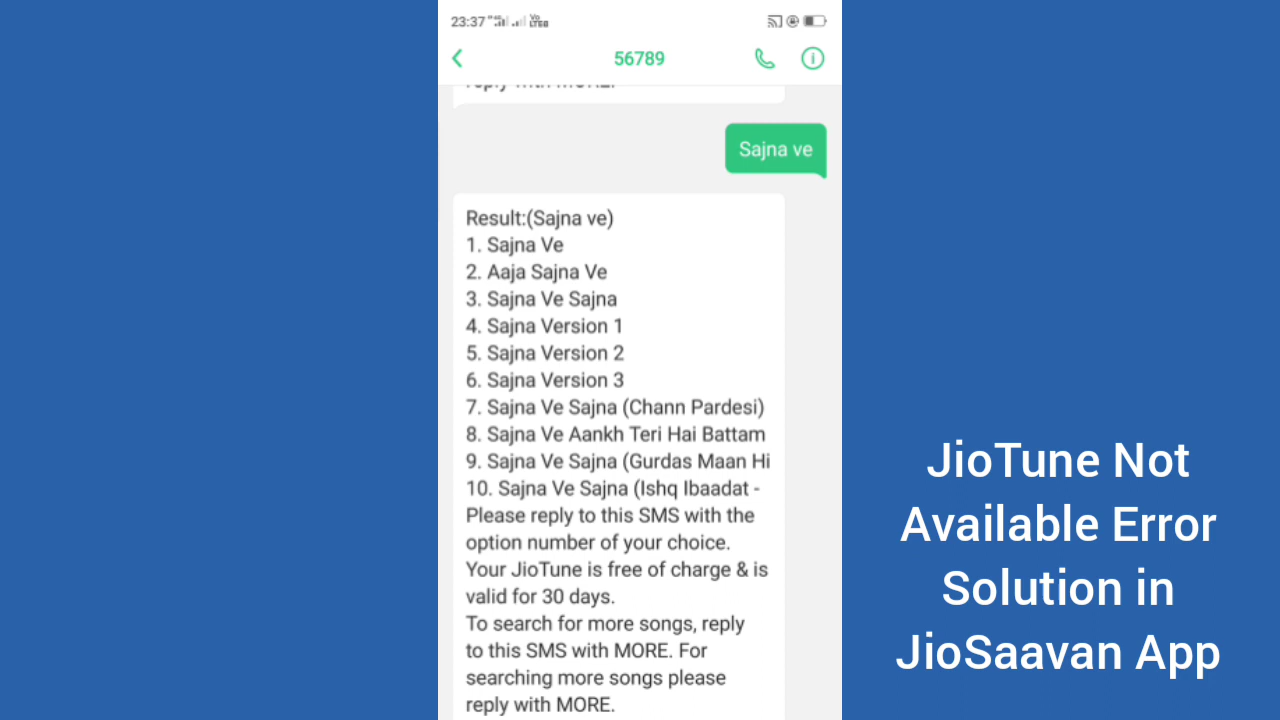 23:37
Vo
LTEB
56789
reply with MORE.
Sajna ve
Result:(Sajna ve)
1. Sajna Ve
2. Aaja Sajna Ve
3. Sajna Ve Sajna
4. Sajna Version 1
5. Sajna Version 2
6. Sajna Version 3
7. Sajna Ve Sajna (Chann Pardesi)
8. Sajna Ve Aankh Teri Hai Battam
9. Sajna Ve Sajna (Gurdas Maan Hi
10. Sajna Ve Sajna (Ishq Ibaadat -
Please reply to this SMS with the
option number of your choice.
Your JioTune is free of charge & is
valid for 30 days.
To search for more songs, reply
to this SMS with MORE. For
searching more songs please
reply with MORE.
JioTune Not
Available Error
Solution in
JioSaavan App